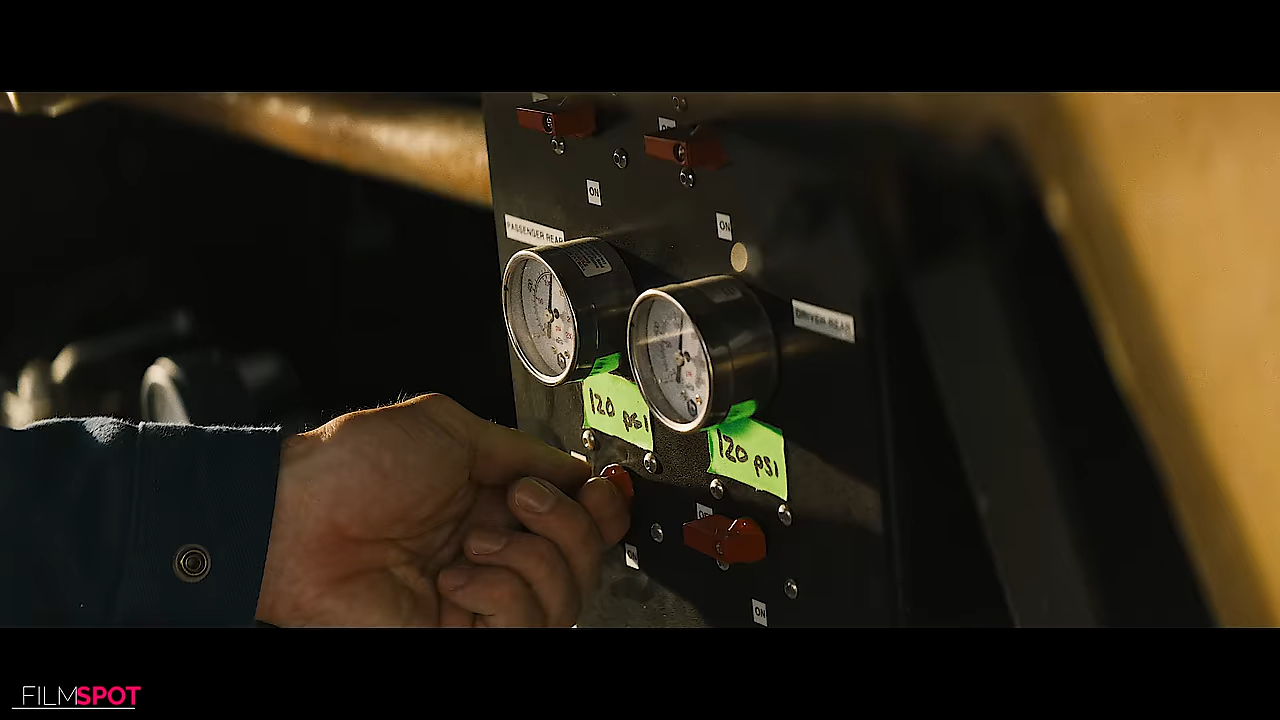 ON
ON
PASSENGER REAR
DRIVER REAR
120 psi
120 psi
ON
ON
FILMSPOT